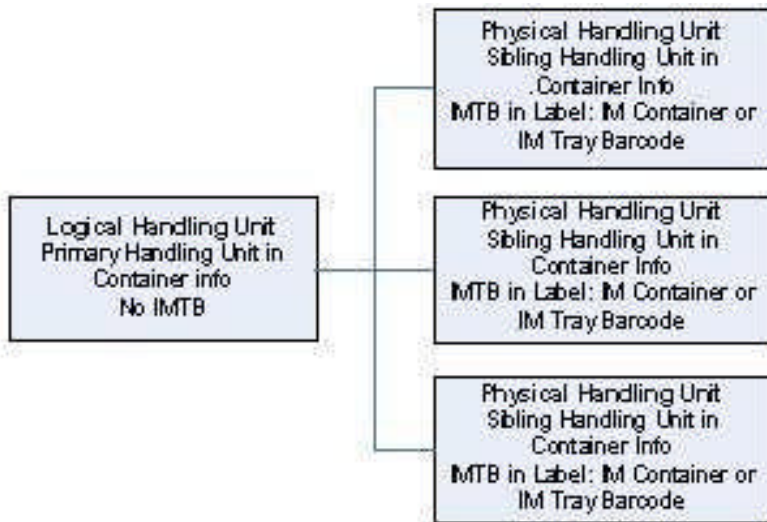 Physical Handling Unit
Sibling Handling Unit in
.Container Info
IMTB in Label: IM Container or
IM Tray Barcode
Logical Handling Unit
Primary Handling Unit in
Container info
No IMTB
Physical Handling Unit
Sibling Handling Unit in
Container Info
IMTB in Label: IM Container or
IM Tray Barcode
Physical Handling Unit
Sibling Handling Unit in
Container Info
IMTB in Label: IM Container or
IM Tray Barcode